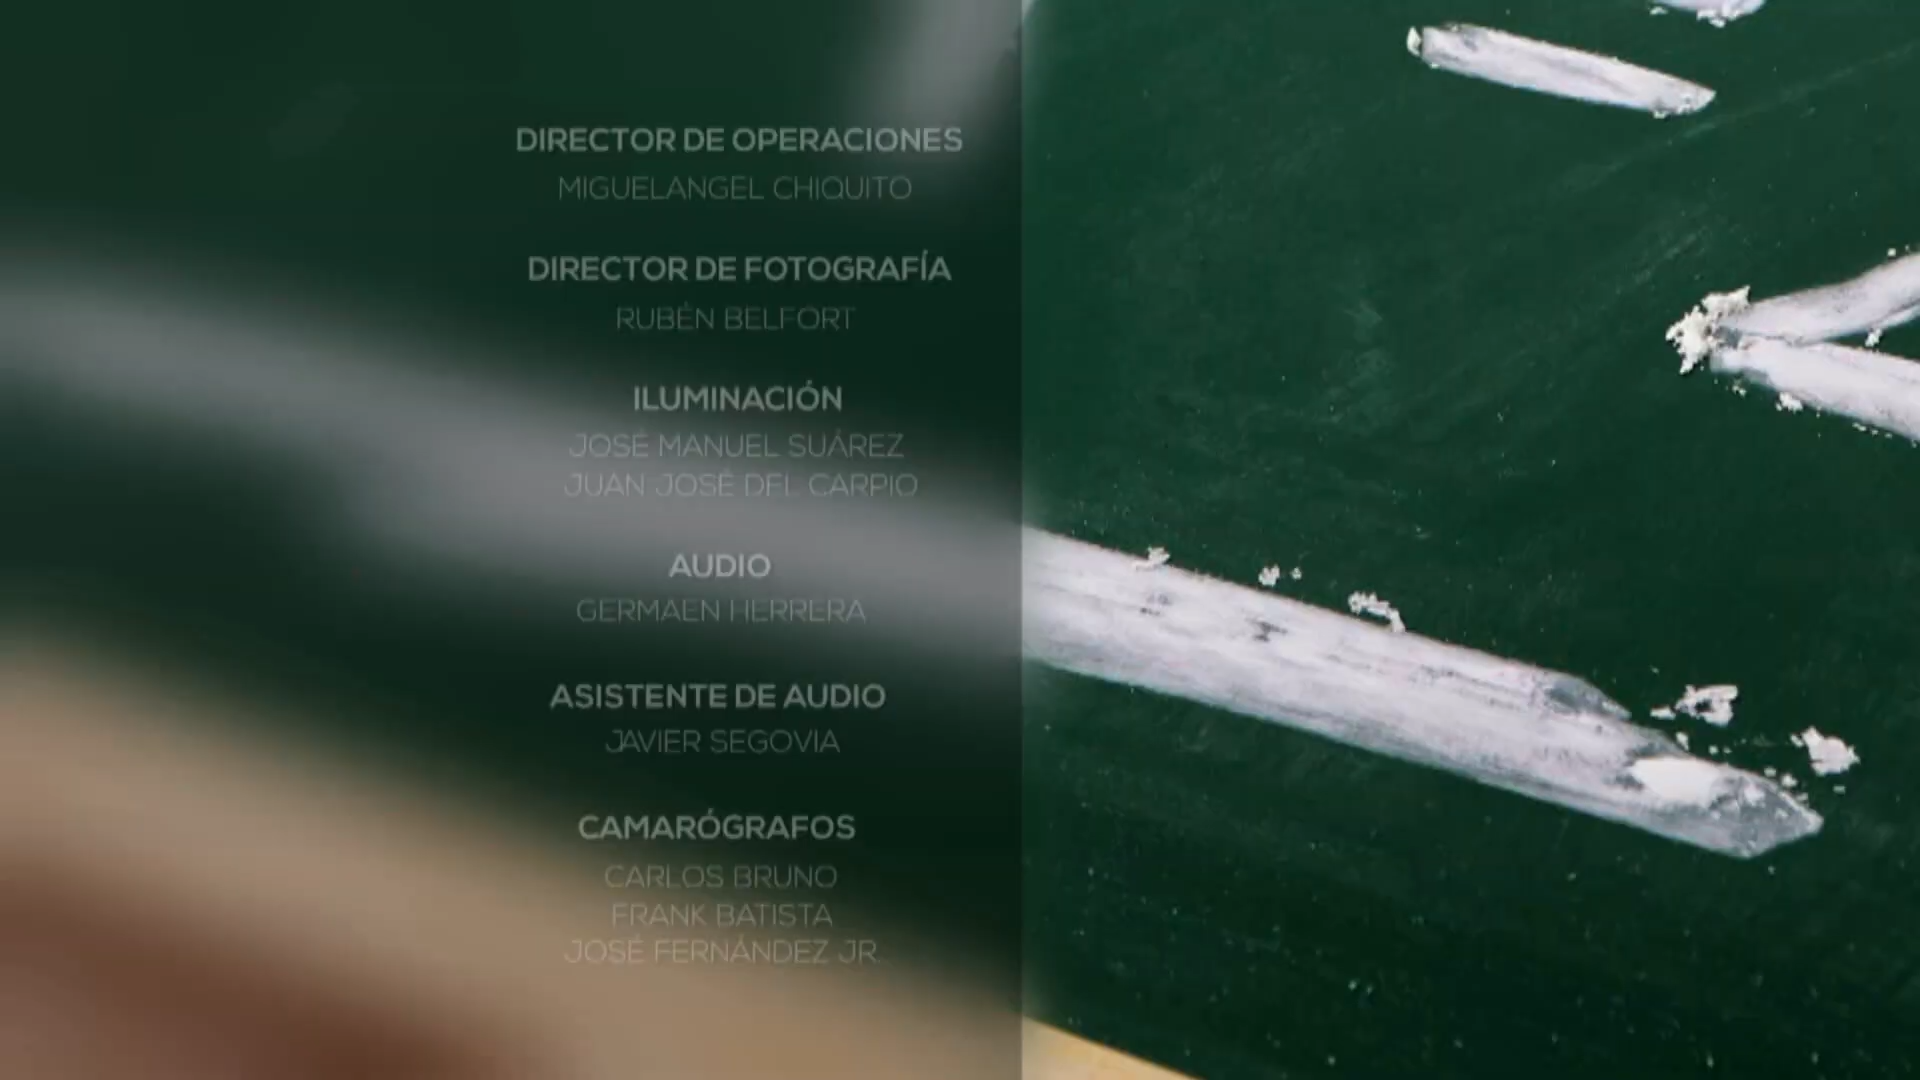 DIRECTOR DE OPERACIONES
MIGUELANGEL CHIQUITO
DIRECTOR DE FOTOGRAFÍA
RUBÉN BELFORT
ILUMINACIÓN
JOSÉ MANUEL SUÁREZ
JUAN JOSÉ DEL CARPIO
AUDIO
GERMAEN HERRERA
ASISTENTE DE AUDIO
JAVIER SEGOVIA
CAMARÓGRAFOS
CARLOS BRUNO
FRANK BATISTA
JOSÉ FERNÁNDEZ JR.